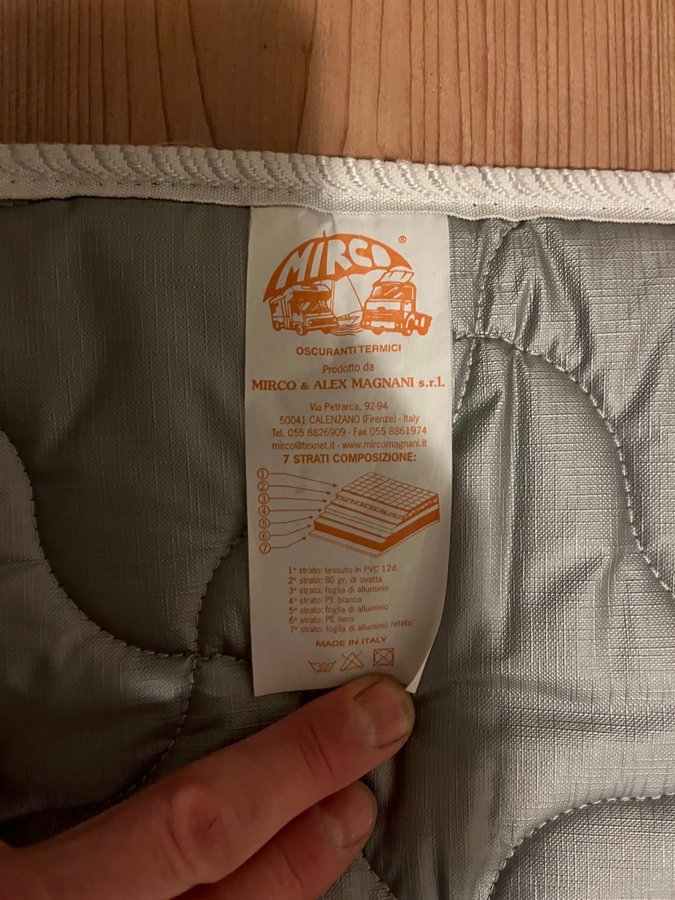 MIRCO ®
OSCURANTI TERMICI
Prodotto da
MIRCO & ALEX MAGNANI s.r.l.
Via Petrarca, 92-94
50041 CALENZANO (Firenze) - Italy
Tel. 055 8826909 - Fax 055 8861974
mirco@texnet.it - www.mircomagnani.it
7 STRATI COMPOSIZIONE:
1
2
3
4
5
6
7
1° strato: tessuto in PVC 12d.
2° strato: 80 gr. di ovatta
3° strato: foglia di alluminio
4° strato: PE bianco
5° strato: foglia di alluminio
6° strato: PE nero
7° strato: foglia di alluminio retato
MADE IN ITALY
30